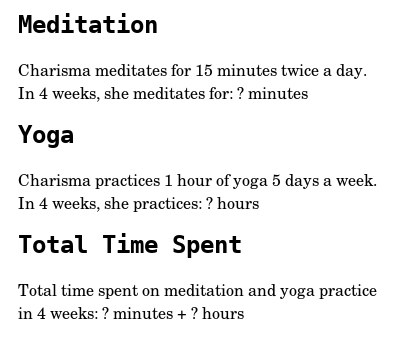 Meditation
Charisma meditates for 15 minutes twice a day.
In 4 weeks, she meditates for: ? minutes
Yoga
Charisma practices 1 hour of yoga 5 days a week.
In 4 weeks, she practices: ? hours
Total Time Spent
Total time spent on meditation and yoga practice
in 4 weeks: ? minutes + ? hours